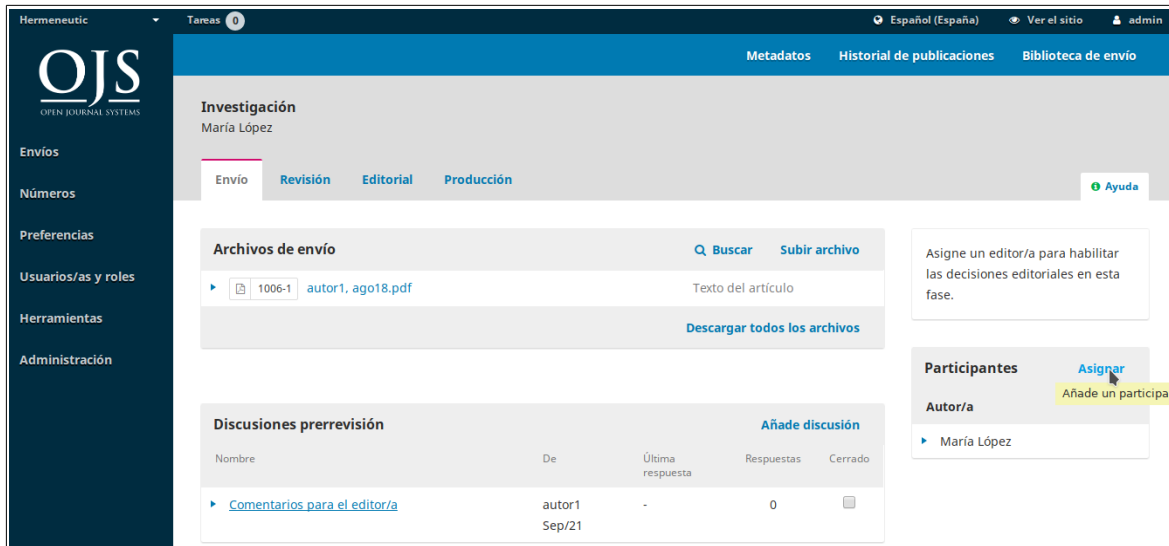 Hermeneutic
Tareas 0
Español (España)
Ver el sitio
admin
OJS
OPEN JOURNAL SYSTEMS
Metadatos
Historial de publicaciones
Biblioteca de envío
Investigación
María López
Envíos
Números
Preferencias
Usuarios/as y roles
Herramientas
Administración
Envío
Revisión
Editorial
Producción
Ayuda
Archivos de envío
Buscar
Subir archivo
1006-1
autor1, ago18.pdf
Texto del artículo
Descargar todos los archivos
Asigne un editor/a para habilitar
las decisiones editoriales en esta
fase.
Participantes
Asignar
Añade un participa
Autor/a
María López
Discusiones prerrevisión
Añade discusión
Nombre
De
Última
respuesta
Respuestas
Cerrado
Comentarios para el editor/a
autor1
Sep/21
-
0